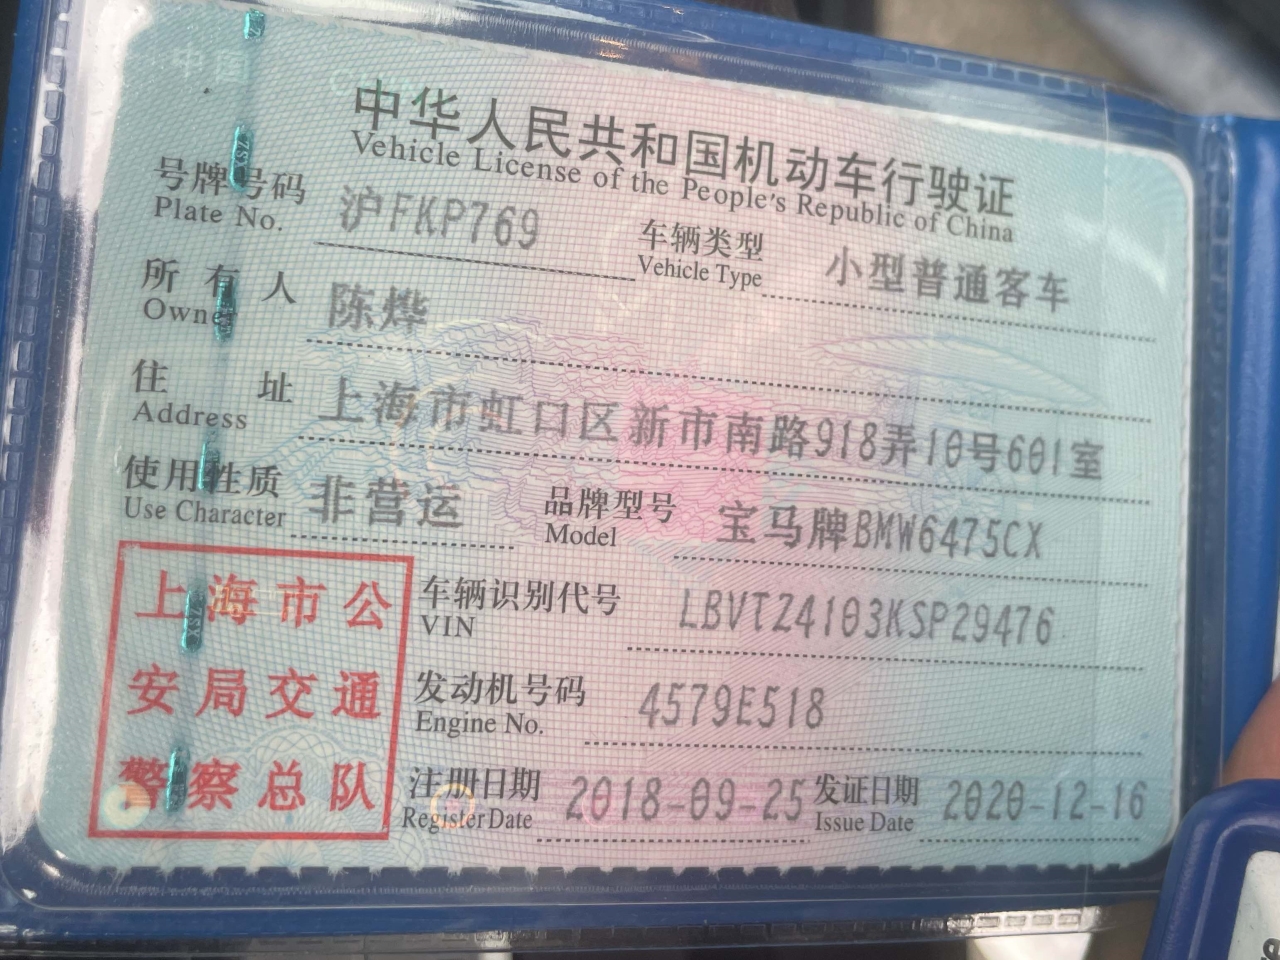 中华人民共和国机动车行驶证
Vehicle License of the People's Republic of China
号牌号码 沪FKP769 车辆类型 小型普通客车
Plate No. Vehicle Type
所有人 陈烨
Owner
住址 上海市虹口区新市南路918弄10号601室
Address
使用性质 非营运 品牌型号 宝马牌BMW6475CX
Use Character Model
车辆识别代号 LBVTZ4103KSP29476
VIN
发动机号码 4579E518
Engine No.
注册日期 2018-09-25 发证日期 2020-12-16
Register Date Issue Date
上海市公
安局交通
警察总队